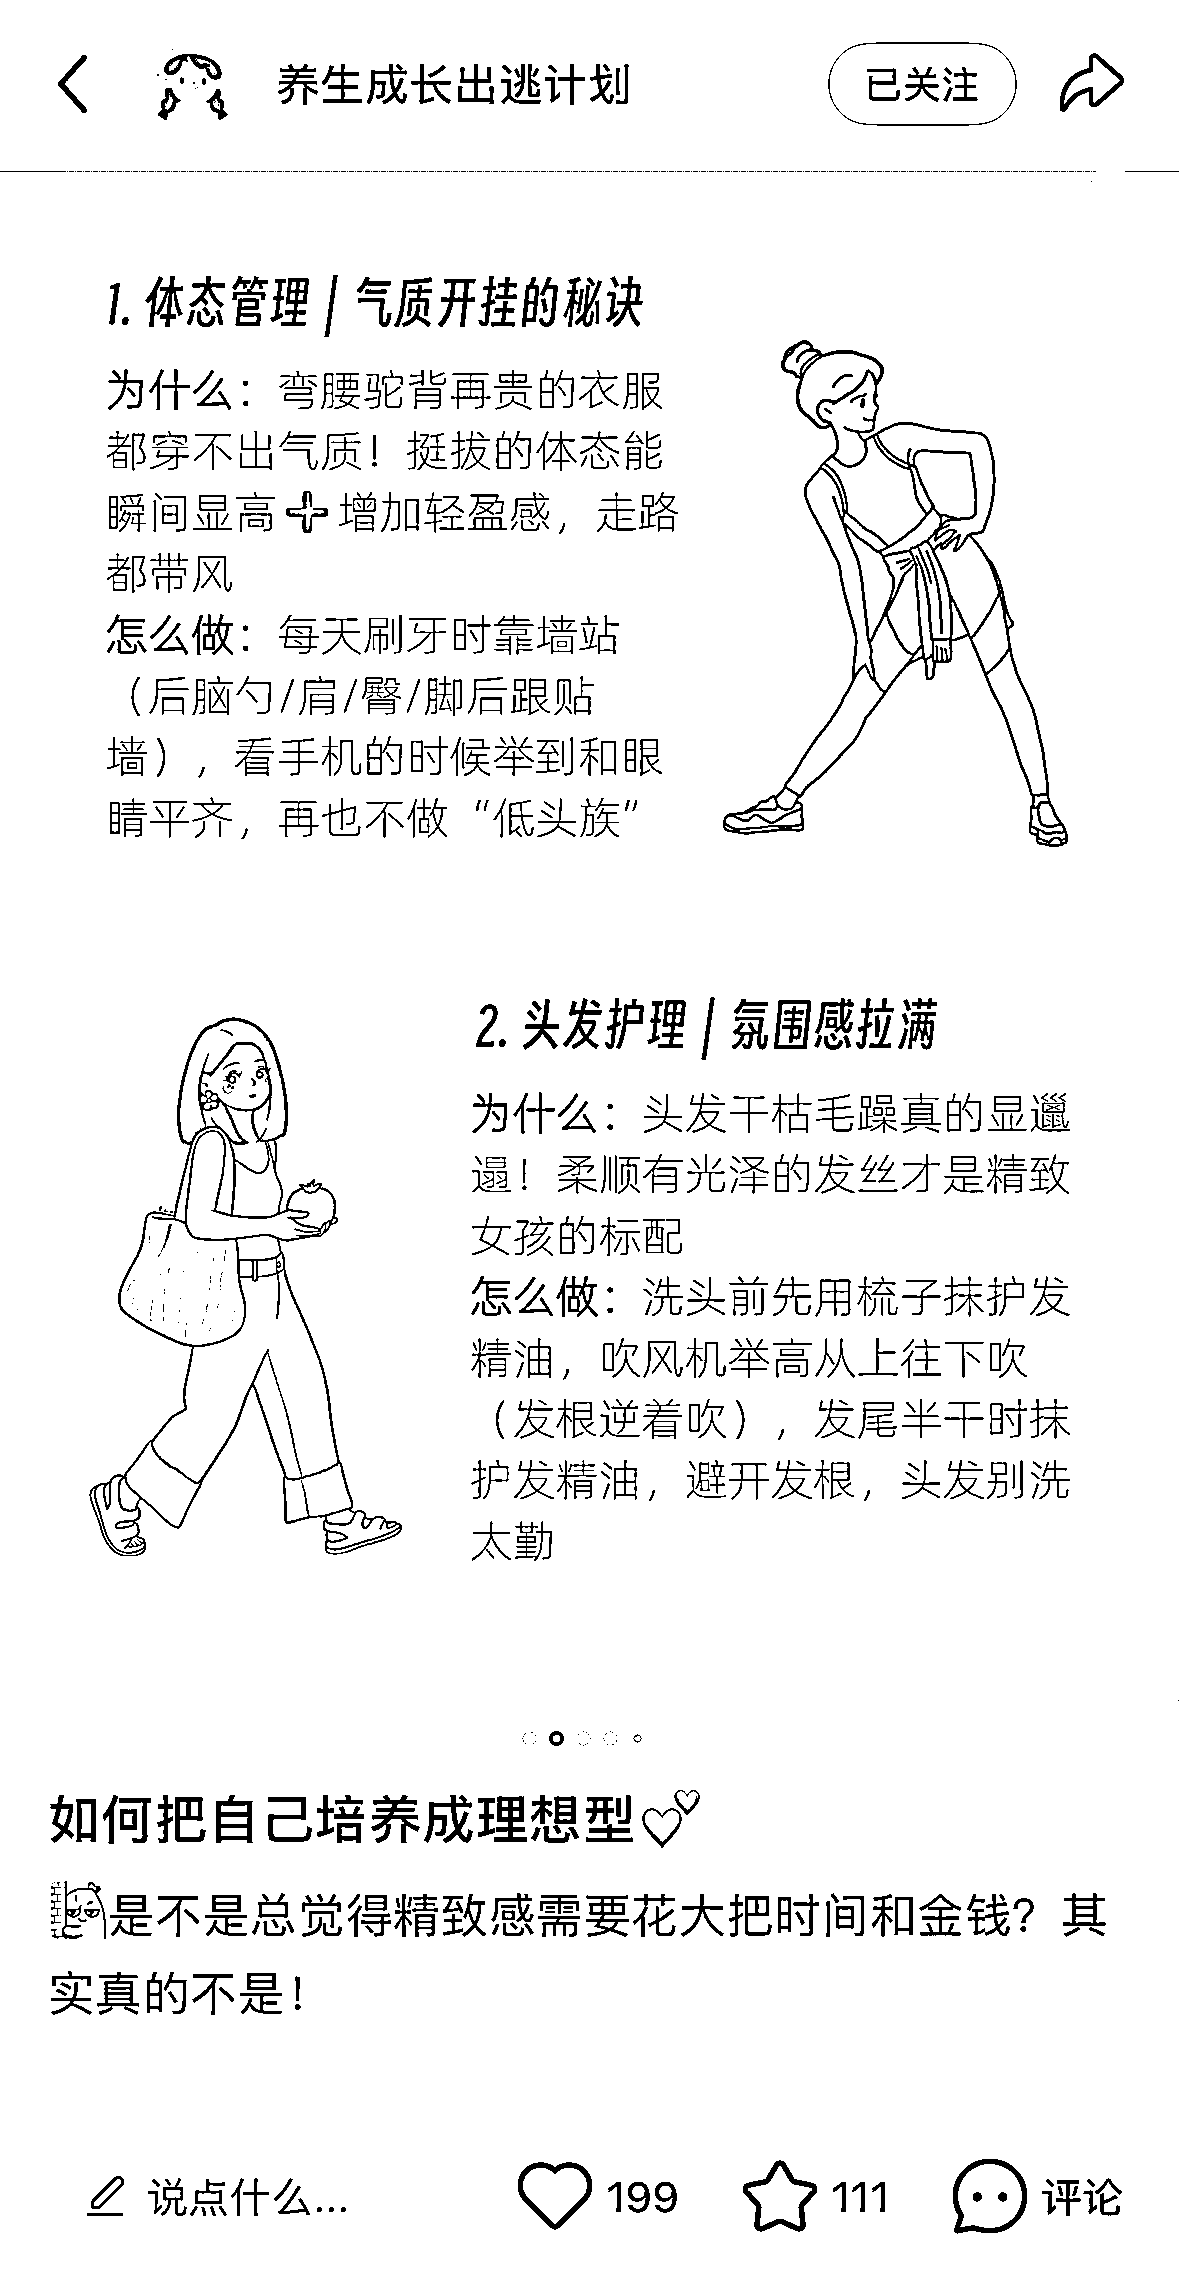 养生成长出逃计划
已关注
1. 体态管理 | 气质开挂的秘诀
为什么：弯腰驼背再贵的衣服
都穿不出气质！挺拔的体态能
瞬间显高➕增加轻盈感，走路
都带风
怎么做：每天刷牙时靠墙站
（后脑勺/肩/臀/脚后跟贴
墙），看手机的时候举到和眼
睛平齐，再也不做“低头族”
2. 头发护理 | 氛围感拉满
为什么：头发干枯毛躁真的显邋
遢！柔顺有光泽的发丝才是精致
女孩的标配
怎么做：洗头前先用梳子抹护发
精油，吹风机举高从上往下吹
（发根逆着吹），发尾半干时抹
护发精油，避开发根，头发别洗
太勤
如何把自己培养成理想型💕
是不是总觉得精致感需要花大把时间和金钱？其
实真的不是！
说点什么...
199
111
评论